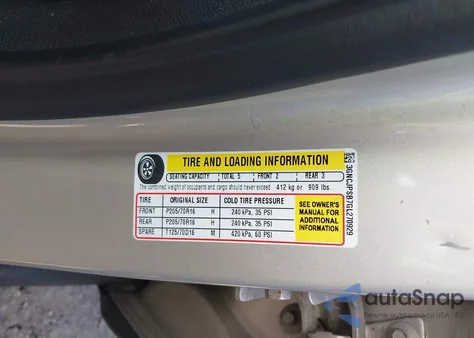 TIRE AND LOADING INFORMATION
SEATING CAPACITY TOTAL 5 FRONT 2 REAR 3
The combined weight of occupants and cargo should never exceed 412 kg or 909 lbs.
TIRE ORIGINAL SIZE COLD TIRE PRESSURE
FRONT P205/70R16 H 240 kPa, 35 PSI
REAR P205/70R16 H 240 kPa, 35 PSI
SPARE T125/70D16 M 420 kPa, 60 PSI
SEE OWNER'S
MANUAL FOR
ADDITIONAL
INFORMATION
3GNCJPSB7GL270929
autoSnap